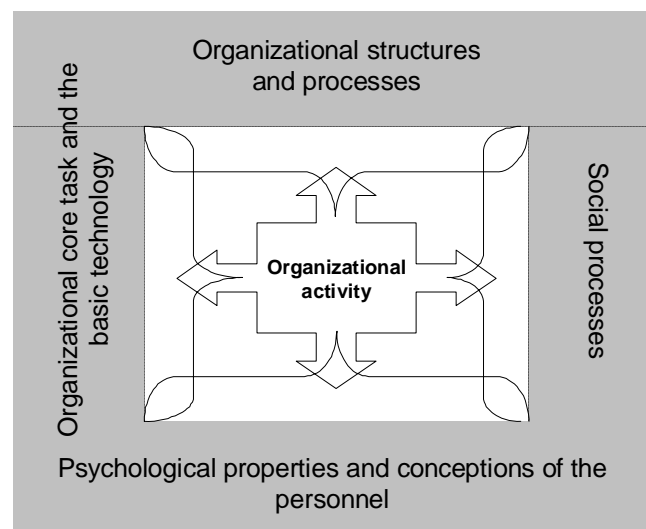 Organizational structures
and processes
Organizational core task and the
basic technology
Organizational
activity
Social processes
Psychological properties and conceptions of the
personnel